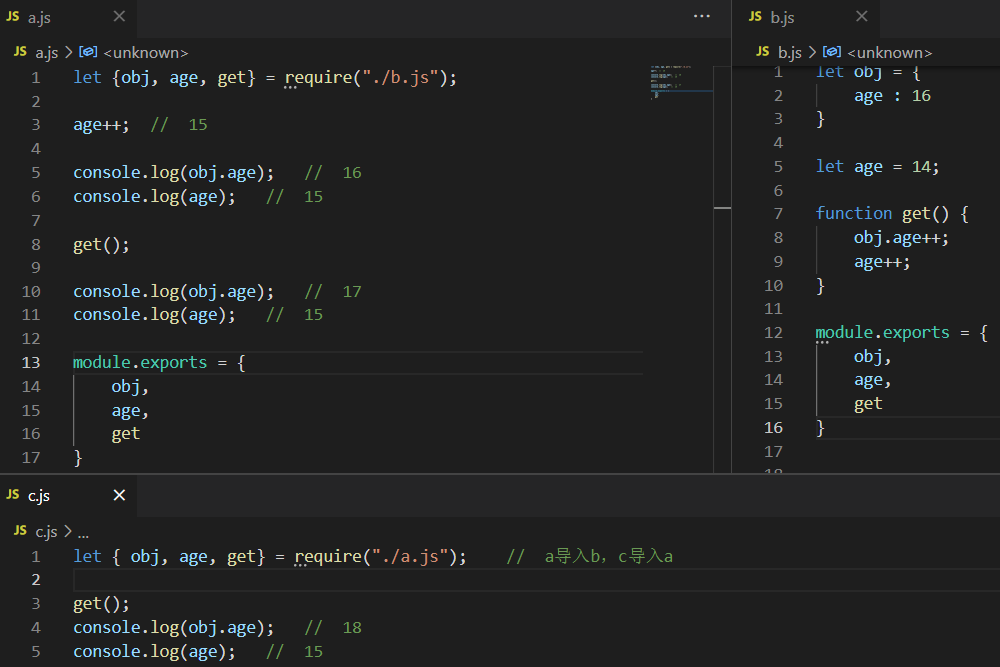 JS a.js ×
JS a.js > <unknown>
1 let {obj, age, get} = require("./b.js");
2
3 age++;  //  15
4
5 console.log(obj.age);   //  16
6 console.log(age);   //  15
7
8 get();
9
10 console.log(obj.age);   //  17
11 console.log(age);   //  15
12
13 module.exports = {
14     obj,
15     age,
16     get
17 }
JS b.js ×
JS b.js > <unknown>
1 let obj = {
2     age : 16
3 }
4
5 let age = 14;
6
7 function get() {
8     obj.age++;
9     age++;
10 }
11
12 module.exports = {
13     obj,
14     age,
15     get
16 }
17
JS c.js ×
JS c.js > ...
1 let { obj, age, get} = require("./a.js");    //  a导入b，c导入a
2
3 get();
4 console.log(obj.age);   //  18
5 console.log(age);   //  15